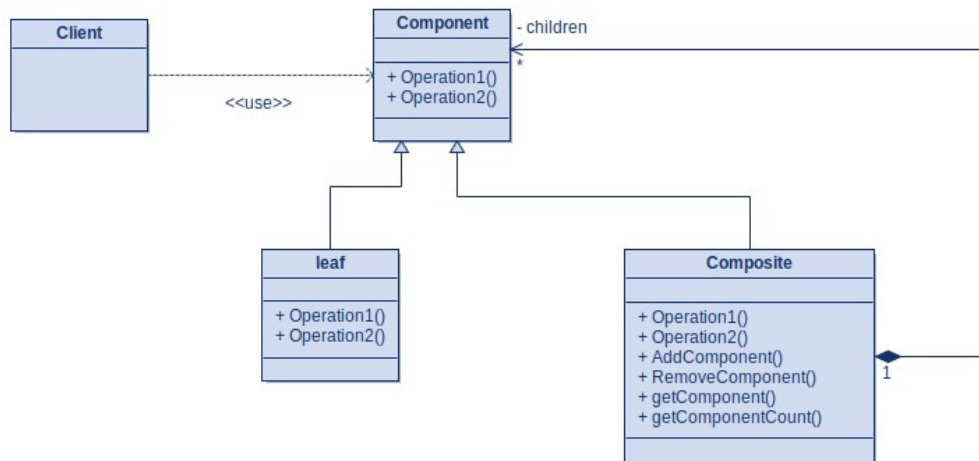 Client
Component
- children
*
+ Operation1()
+ Operation2()
<<use>>
leaf
+ Operation1()
+ Operation2()
Composite
+ Operation1()
+ Operation2()
+ AddComponent()
+ RemoveComponent()
+ getComponent()
+ getComponentCount()
1